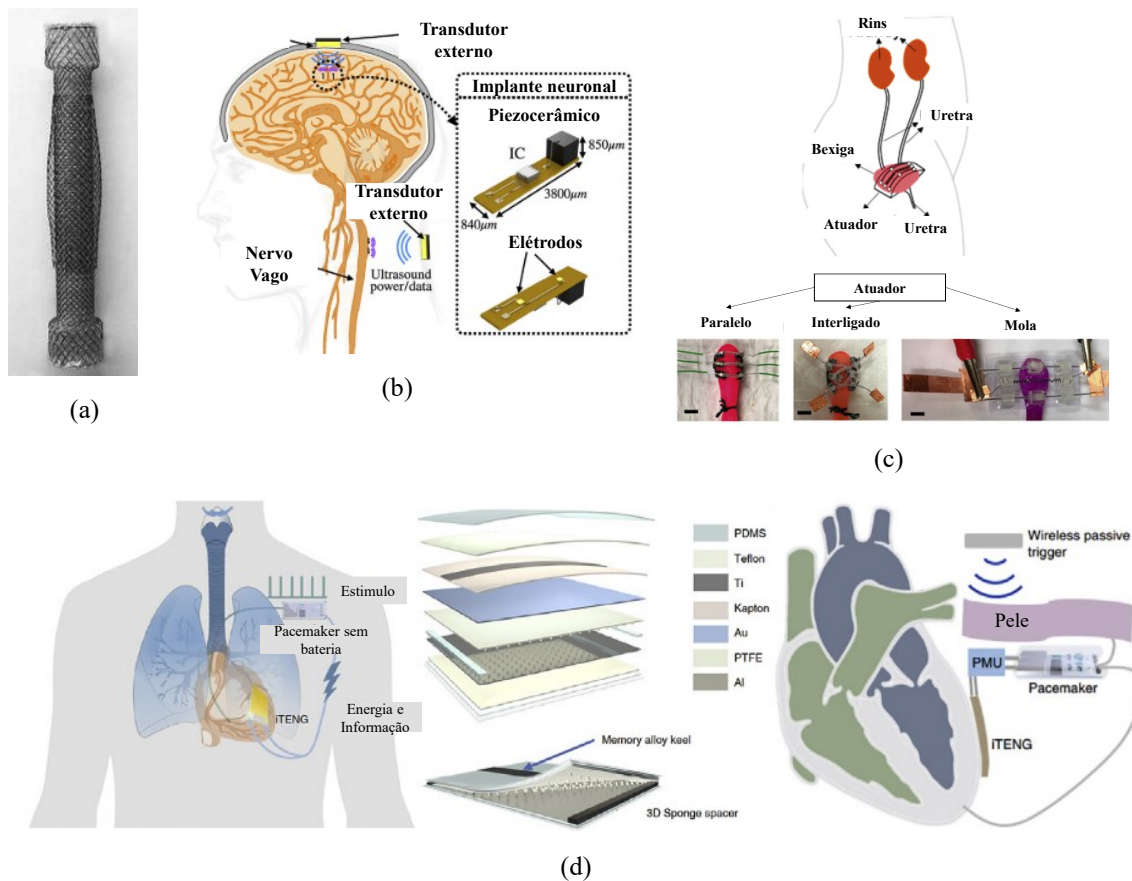 (a)
(b)
Transdutor
externo
Transdutor
externo
Nervo
Vago
Ultrasound
power/data
Implante neuronal
Piezocerâmico
IC
850μm
3800μm
840μm
Elétrodos
Rins
Uretra
Bexiga
Atuador
Uretra
Atuador
Paralelo
Interligado
Mola
(c)
Estimulo
Pacemaker sem
bateria
iTENG
Energia e
Informação
PDMS
Teflon
Ti
Kapton
Au
PTFE
Al
Memory alloy keel
3D Sponge spacer
Wireless passive
trigger
Pele
PMU
Pacemaker
iTENG
(d)